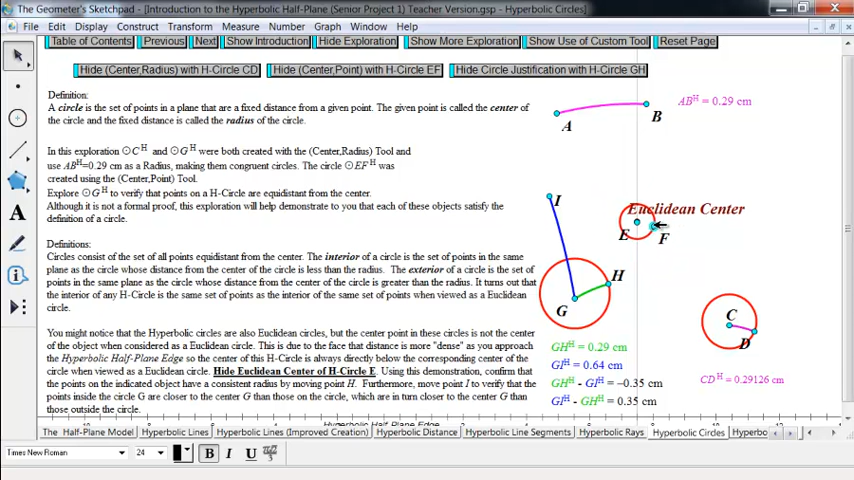 The Geometer's Sketchpad - [Introduction to the Hyperbolic Half-Plane (Senior Project 1) Teacher Version.gsp - Hyperbolic Circles]
File Edit Display Construct Transform Measure Number Graph Window Help
Table of Contents Previous Next Show Introduction Hide Exploration Show More Exploration Show Use of Custom Tool Reset Page
Hide (Center,Radius) with H-Circle CD Hide (Center,Point) with H-Circle EF Hide Circle Justification with H-Circle GH
Definition:
A circle is the set of points in a plane that are a fixed distance from a given point. The given point is called the center of
the circle and the fixed distance is called the radius of the circle.
In this exploration ⊙C H and ⊙G H were both created with the (Center,Radius) Tool and
use ABH=0.29 cm as a Radius, making them congruent circles. The circle ⊙EF H was
created using the (Center,Point) Tool.
Explore ⊙G H to verify that points on a H-Circle are equidistant from the center.
Although it is not a formal proof, this exploration will help demonstrate to you that each of these objects satisfy the
definition of a circle.
Definitions:
Circles consist of the set of all points equidistant from the center. The interior of a circle is the set of points in the same
plane as the circle whose distance from the center of the circle is less than the radius. The exterior of a circle is the set
of points in same plane as the circle whose distance from the center of the circle is greater than the radius. It turns out that
the interior of any H-Circle is the same set of points as the interior of the same set of points when viewed as a Euclidean
circle.
You might notice that the Hyperbolic circles are also Euclidean circles, but the center point in these circles is not the center
of the object when considered as a Euclidean circle. This is due to the face that distance is more "dense" as you approach
the Hyperbolic Half-Plane Edge so the center of this H-Circle is always directly below the corresponding center of the
circle when viewed as a Euclidean circle. Hide Euclidean Center of H-Circle E. Using this demonstration, confirm that
the points on the indicated object have a consistent radius by moving point H. Furthermore, move point I to verify that the
points inside the circle G are closer to the center G than those on the circle, which are in turn closer to the center G than
those outside the circle.
A B ABH = 0.29 cm
I
Euclidean Center
E F
H
G
C
D
GHH = 0.29 cm
GIH = 0.64 cm
GHH - GIH = -0.35 cm
GIH - GHH = 0.35 cm
CDH = 0.29126 cm
Hyperbolic Half-Plane Edge
The Half-Plane Model Hyperbolic Lines Hyperbolic Lines (Improved Creation) Hyperbolic Distance Hyperbolic Line Segments Hyperbolic Rays Hyperbolic Circles Hyperbo
Times New Roman 24 B I U